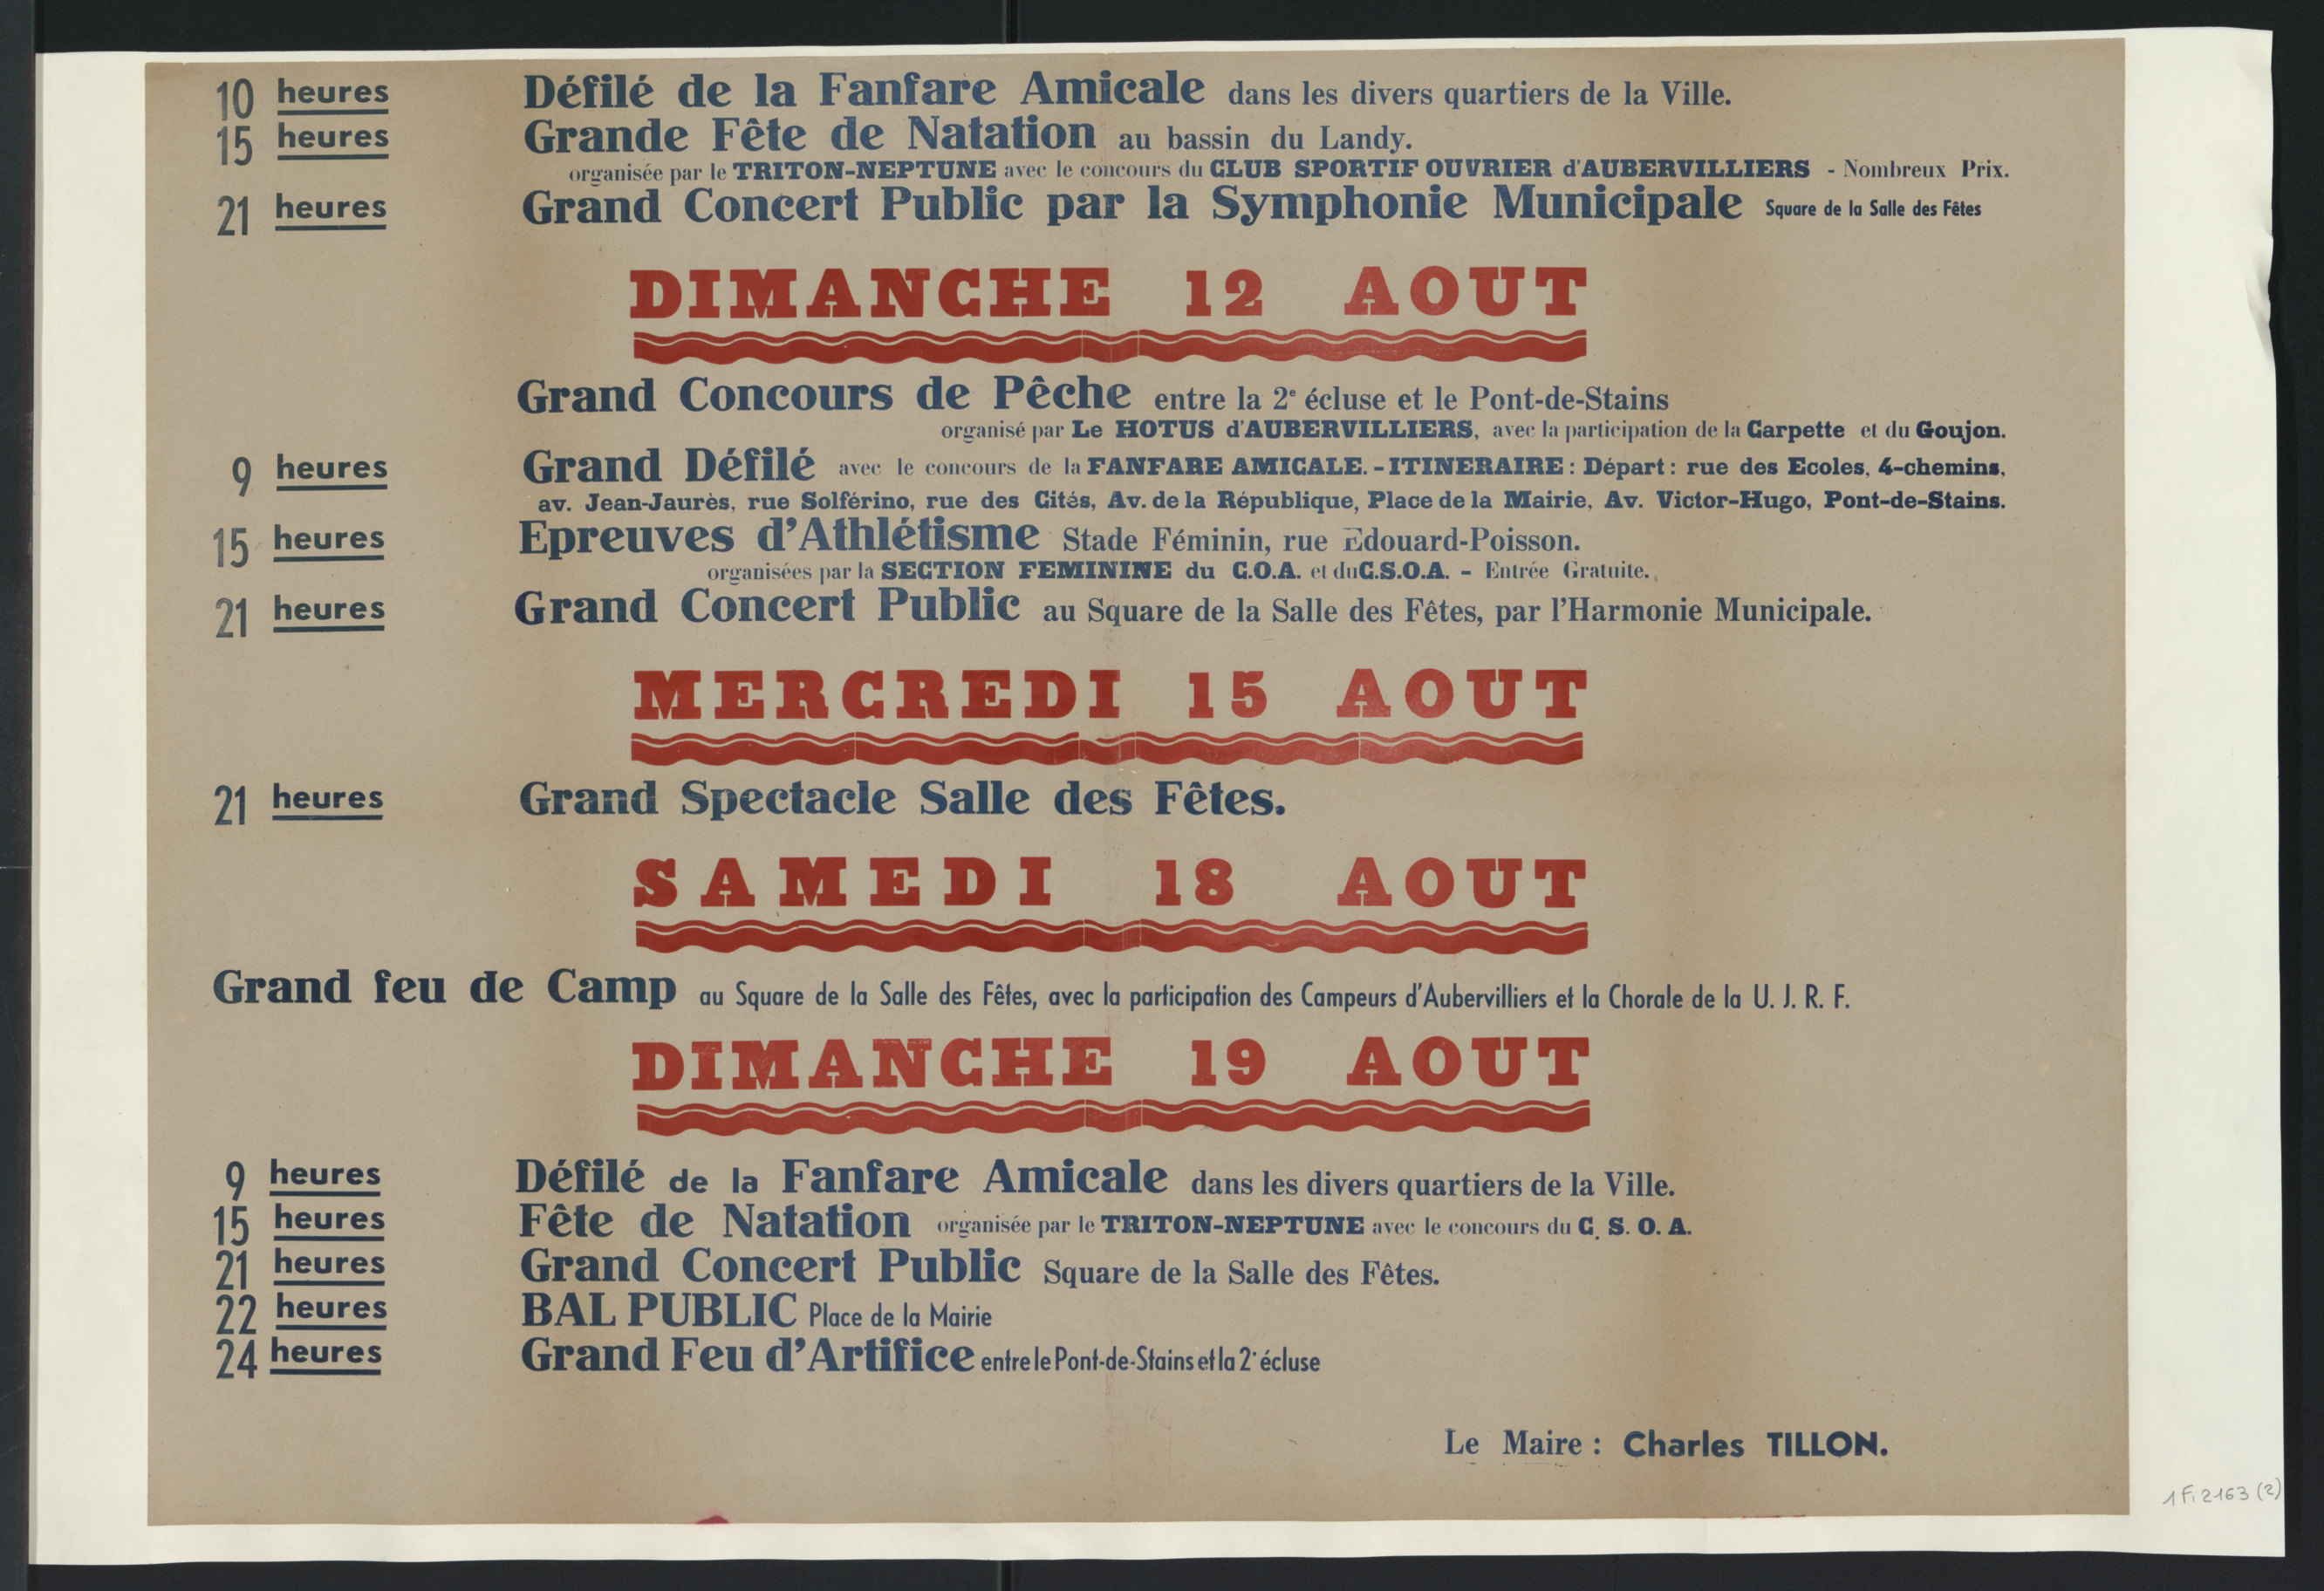 10 heures Défilé de la Fanfare Amicale dans les divers quartiers de la Ville.
15 heures Grande Fête de Natation au bassin du Landy.
organisée par le TRITON-NEPTUNE avec le concours du CLUB SPORTIF OUVRIER d'AUBERVILLIERS - Nombreux Prix.
21 heures Grand Concert Public par la Symphonie Municipale Square de la Salle des Fêtes
DIMANCHE 12 AOUT
Grand Concours de Pêche entre la 2e écluse et le Pont-de-Stains
organisé par Le HOTUS d'AUBERVILLIERS, avec la participation de la Carpette et du Goujon.
9 heures Grand Défilé avec le concours de la FANFARE AMICALE. - ITINERAIRE : Départ : rue des Ecoles, 4-chemins,
av. Jean-Jaurès, rue Solférino, rue des Cités, Av. de la République, Place de la Mairie, Av. Victor-Hugo, Pont-de-Stains.
15 heures Epreuves d'Athlétisme Stade Féminin, rue Edouard-Poisson.
organisées par la SECTION FEMININE du C.O.A. et du C.S.O.A. - Entrée Gratuite.
21 heures Grand Concert Public au Square de la Salle des Fêtes, par l'Harmonie Municipale.
MERCREDI 15 AOUT
21 heures Grand Spectacle Salle des Fêtes.
SAMEDI 18 AOUT
Grand feu de Camp au Square de la Salle des Fêtes, avec la participation des Campeurs d'Aubervilliers et la Chorale de la U. J. R. F.
DIMANCHE 19 AOUT
9 heures Défilé de la Fanfare Amicale dans les divers quartiers de la Ville.
15 heures Fête de Natation organisée par le TRITON-NEPTUNE avec le concours du C. S. O. A.
21 heures Grand Concert Public Square de la Salle des Fêtes.
22 heures BAL PUBLIC Place de la Mairie
24 heures Grand Feu d'Artifice entre le Pont-de-Stains et la 2e écluse
Le Maire : Charles TILLON.
1Fi2163(2)